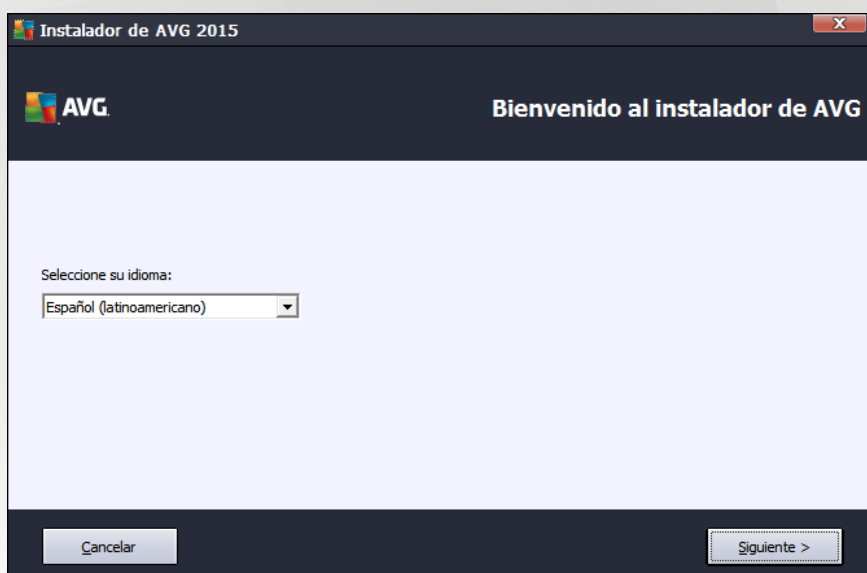 Instalador de AVG 2015
X
AVG.
Bienvenido al instalador de AVG
Seleccione su idioma:
Español (latinoamericano)
Cancelar
Siguiente >